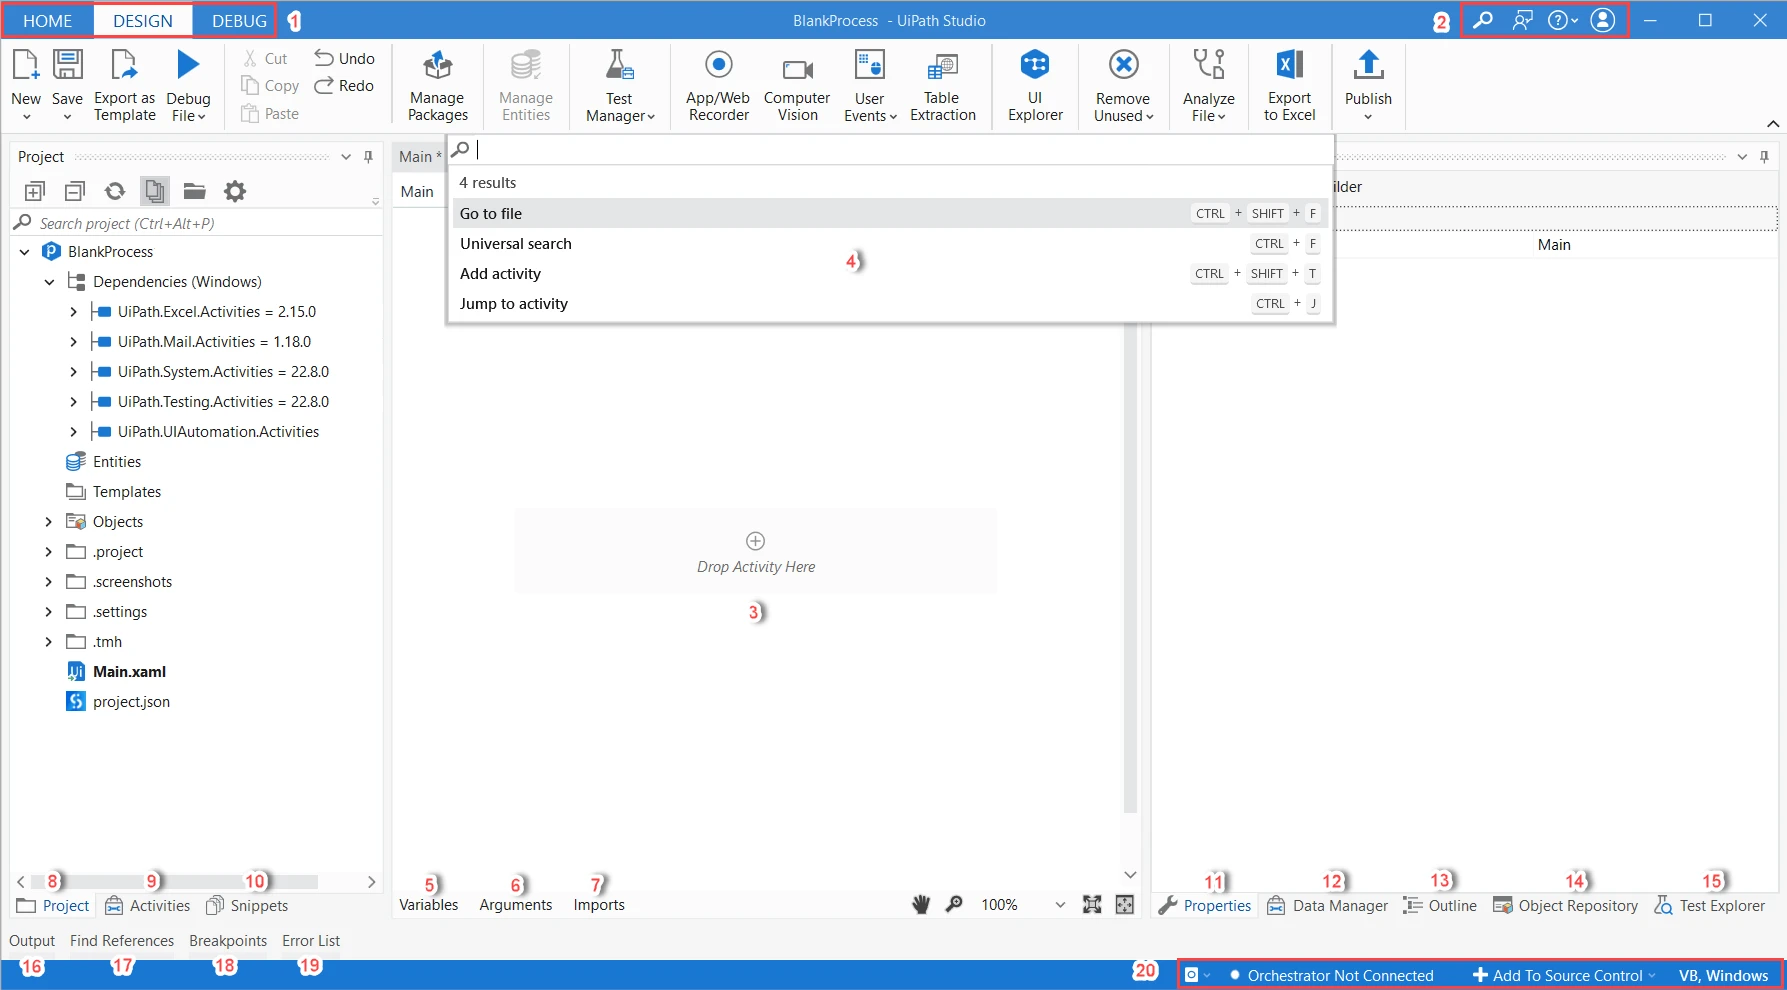 HOME DESIGN DEBUG 1 BlankProcess - UiPath Studio 2
New Save Export as Template Debug File
Cut Copy Paste Undo Redo
Manage Packages
Manage Entities
Test Manager
App/Web Recorder
Computer Vision
User Events
Table Extraction
UI Explorer
Remove Unused
Analyze File
Export to Excel
Publish
Project
Search project (Ctrl+Alt+P)
BlankProcess
Dependencies (Windows)
UiPath.Excel.Activities = 2.15.0
UiPath.Mail.Activities = 1.18.0
UiPath.System.Activities = 22.8.0
UiPath.Testing.Activities = 22.8.0
UiPath.UIAutomation.Activities
Entities
Templates
Objects
.project
.screenshots
.settings
.tmh
Main.xaml
project.json
8 9 10
Project Activities Snippets
Main *
Main
4 results
Go to file CTRL + SHIFT + F
Universal search CTRL + F
4
Add activity CTRL + SHIFT + T
Jump to activity CTRL + J
Drop Activity Here
3
5 6 7
Variables Arguments Imports 100%
ilder
Main
11 12 13 14 15
Properties Data Manager Outline Object Repository Test Explorer
Output Find References Breakpoints Error List
16 17 18 19
20 Orchestrator Not Connected Add To Source Control VB, Windows